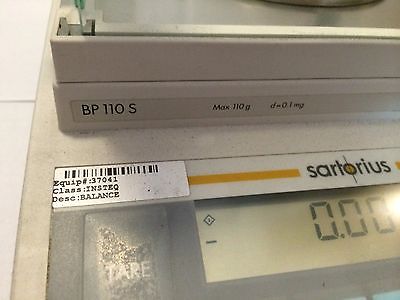 BP 110 S Max 110 g d=0.1 mg
sartorius
Equip#:37041
Class:INSTEQ
Desc:BALANCE
0.00
TARE